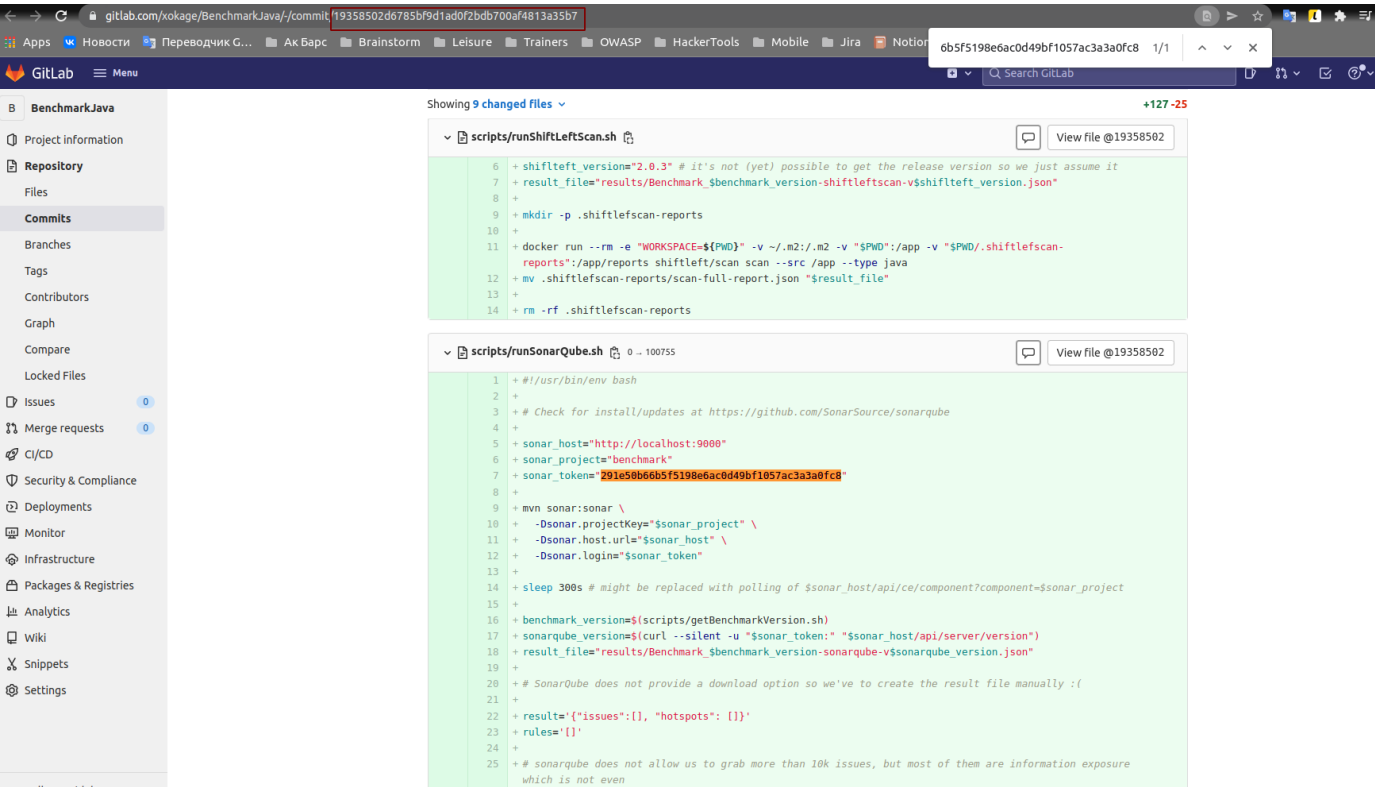 gitlab.com/xokage/BenchmarkJava/-/commit/19358502d6785bf9d1ad0f2bdb700af4813a35b7
Apps Новости Переводчик G... Ак Барс Brainstorm Leisure Trainers OWASP HackerTools Mobile Jira Notion
6b5f5198e6ac0d49bf1057ac3a3a0fc8 1/1
GitLab Menu
Search GitLab
B BenchmarkJava
Project information
Repository
Files
Commits
Branches
Tags
Contributors
Graph
Compare
Locked Files
Issues 0
Merge requests 0
CI/CD
Security & Compliance
Deployments
Monitor
Infrastructure
Packages & Registries
Analytics
Wiki
Snippets
Settings
Showing 9 changed files +127 -25
scripts/runShiftLeftScan.sh View file @19358502
6 + shiflteft_version="2.0.3" # it's not (yet) possible to get the release version so we just assume it
7 + result_file="results/Benchmark_$benchmark_version-shiftleftscan-v$shiflteft_version.json"
8 +
9 + mkdir -p .shiftlefscan-reports
10 +
11 + docker run --rm -e "WORKSPACE=${PWD}" -v ~/.m2:/.m2 -v "$PWD":/app -v "$PWD/.shiftlefscan-
reports":/app/reports shiftleft/scan scan --src /app --type java
12 + mv .shiftlefscan-reports/scan-full-report.json "$result_file"
13 +
14 + rm -rf .shiftlefscan-reports
scripts/runSonarQube.sh 0 → 100755 View file @19358502
1 + #!/usr/bin/env bash
2 +
3 + # Check for install/updates at https://github.com/SonarSource/sonarqube
4 +
5 + sonar_host="http://localhost:9000"
6 + sonar_project="benchmark"
7 + sonar_token="291e50b66b5f5198e6ac0d49bf1057ac3a3a0fc8"
8 +
9 + mvn sonar:sonar \
10 + -Dsonar.projectKey="$sonar_project" \
11 + -Dsonar.host.url="$sonar_host" \
12 + -Dsonar.login="$sonar_token"
13 +
14 + sleep 300s # might be replaced with polling of $sonar_host/api/ce/component?component=$sonar_project
15 +
16 + benchmark_version=$(scripts/getBenchmarkVersion.sh)
17 + sonarqube_version=$(curl --silent -u "$sonar_token:" "$sonar_host/api/server/version")
18 + result_file="results/Benchmark_$benchmark_version-sonarqube-v$sonarqube_version.json"
19 +
20 + # SonarQube does not provide a download option so we've to create the result file manually :(
21 +
22 + result='{"issues":[], "hotspots": []}'
23 + rules='[]'
24 +
25 + # sonarqube does not allow us to grab more than 10k issues, but most of them are information exposure
which is not even